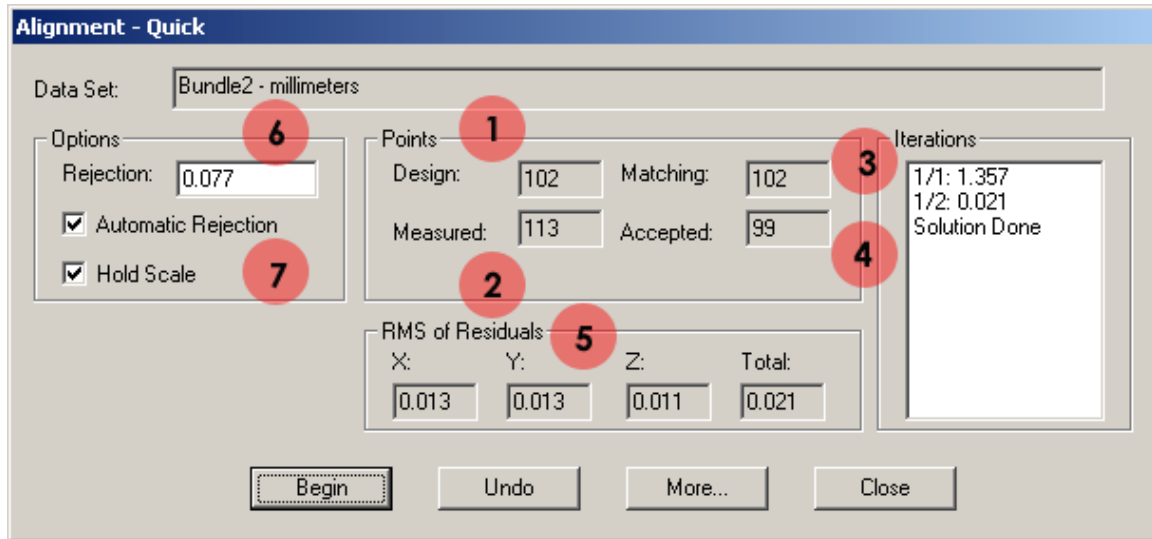 Alignment - Quick
Data Set: Bundle2 - millimeters
Options
6
Rejection: 0.077
Automatic Rejection
Hold Scale
7
Points
1
Design: 102
Matching: 102
3
Measured: 113
Accepted: 99
4
2
RMS of Residuals
5
X: Y: Z: Total:
0.013 0.013 0.011 0.021
Iterations
1/1: 1.357
1/2: 0.021
Solution Done
Begin Undo More... Close